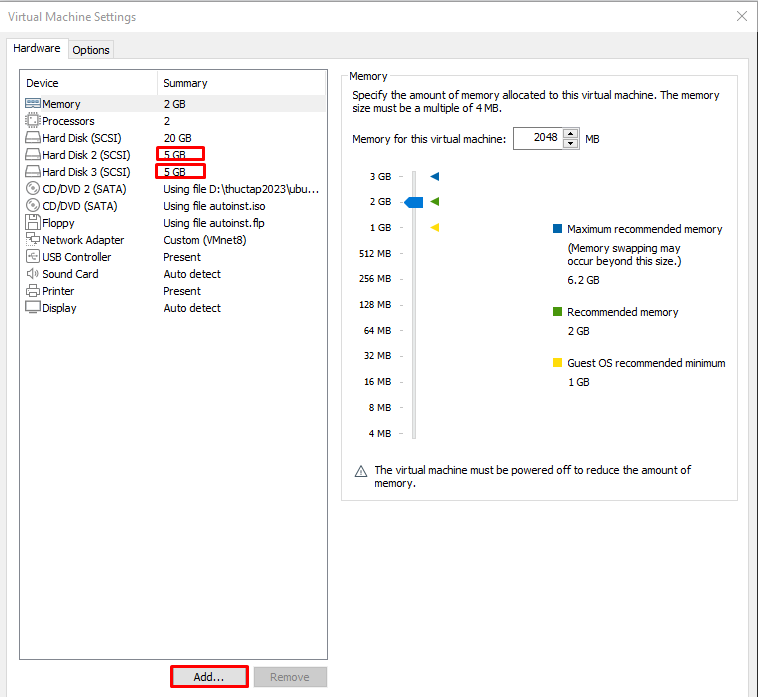 Virtual Machine Settings
Hardware Options
Device Summary
Memory 2 GB
Processors 2
Hard Disk (SCSI) 20 GB
Hard Disk 2 (SCSI) 5 GB
Hard Disk 3 (SCSI) 5 GB
CD/DVD 2 (SATA) Using file D:\thuctap2023\ubu...
CD/DVD (SATA) Using file autoinst.iso
Floppy Using file autoinst.flp
Network Adapter Custom (VMnet8)
USB Controller Present
Sound Card Auto detect
Printer Present
Display Auto detect
Add... Remove
Memory
Specify the amount of memory allocated to this virtual machine. The memory
size must be a multiple of 4 MB.
Memory for this virtual machine: 2048 MB
3 GB
2 GB
1 GB
512 MB
256 MB
128 MB
64 MB
32 MB
16 MB
8 MB
4 MB
Maximum recommended memory
(Memory swapping may
occur beyond this size.)
6.2 GB
Recommended memory
2 GB
Guest OS recommended minimum
1 GB
The virtual machine must be powered off to reduce the amount of
memory.